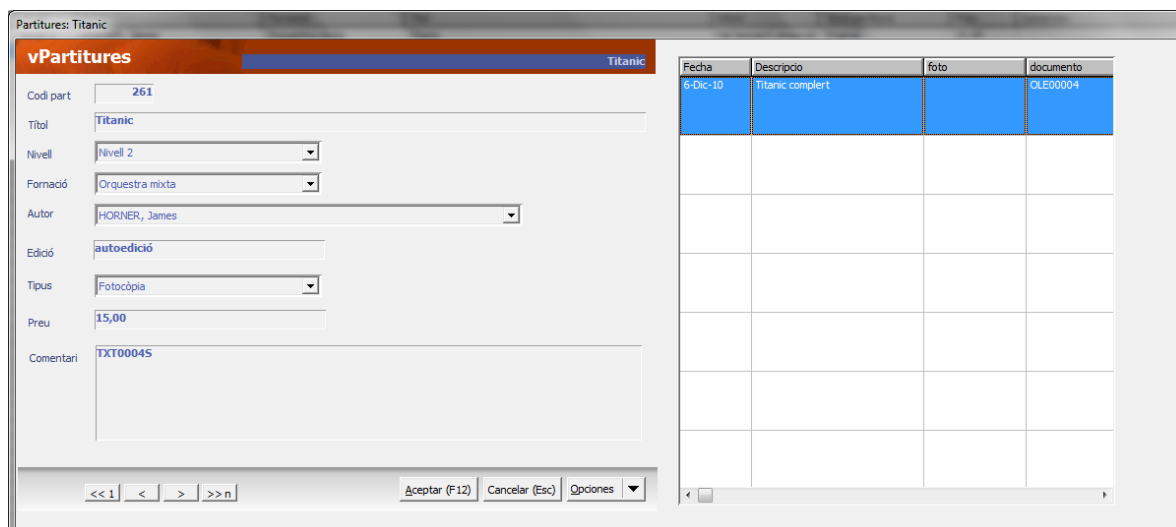 Partitures: Titanic
vPartitures
Titanic
Codi part 261
Títol Titanic
Nivell Nivell 2
Fornació Orquestra mixta
Autor HORNER, James
Edició autoedició
Tipus Fotocòpia
Preu 15,00
Comentari TXT0004S
<< 1 < > >> n Aceptar (F12) Cancelar (Esc) Opciones
Fecha Descripcio foto documento
6-Dic-10 Titanic complert OLE00004